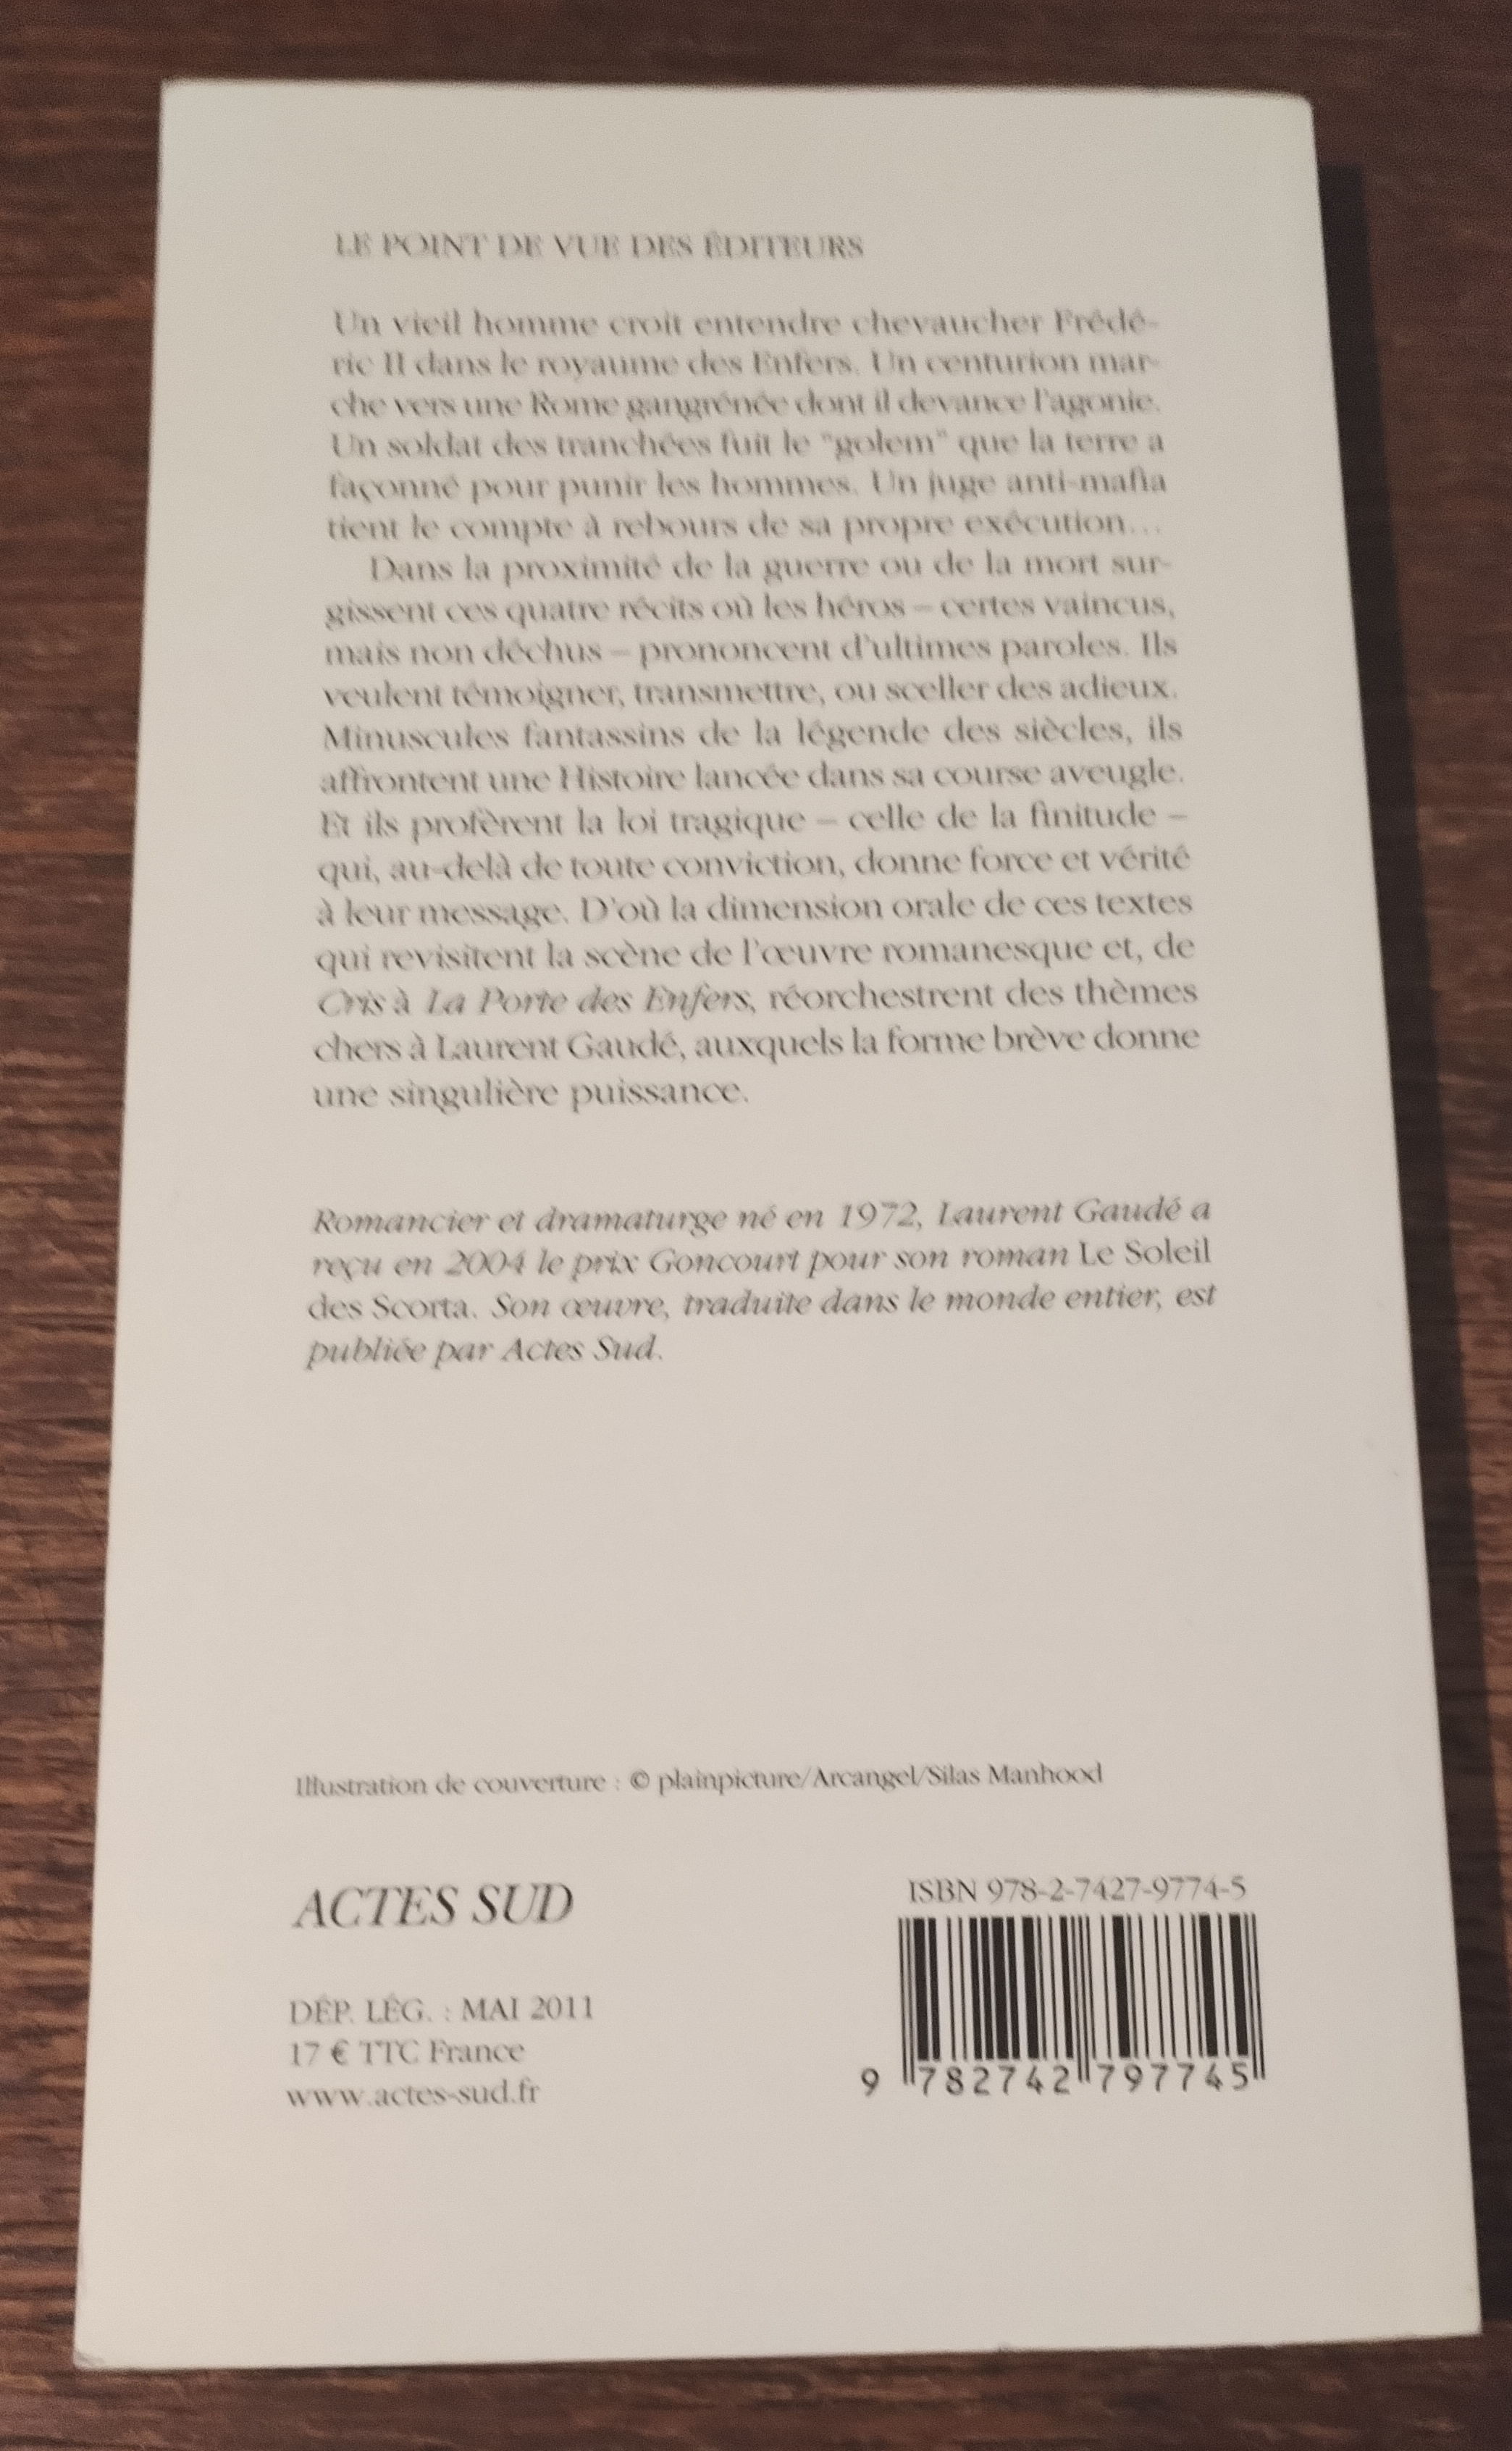 LE POINT DE VUE DES ÉDITEURS
Un vieil homme croit entendre chevaucher Frédé-
ric II dans le royaume des Enfers. Un centurion mar-
che vers une Rome gangrénée dont il devance l'agonie.
Un soldat des tranchées fuit le "golem" que la terre a
façonné pour punir les hommes. Un juge anti-mafia
tient le compte à rebours de sa propre exécution…
Dans la proximité de la guerre ou de la mort sur-
gissent ces quatre récits où les héros – certes vaincus,
mais non déchus – prononcent d'ultimes paroles. Ils
veulent témoigner, transmettre, ou sceller des adieux.
Minuscules fantassins de la légende des siècles, ils
affrontent une Histoire lancée dans sa course aveugle.
Et ils profèrent la loi tragique – celle de la finitude –
qui, au-delà de toute conviction, donne force et vérité
à leur message. D'où la dimension orale de ces textes
qui revisitent la scène de l'œuvre romanesque et, de
Cris à La Porte des Enfers, réorchestrent des thèmes
chers à Laurent Gaudé, auxquels la forme brève donne
une singulière puissance.
Romancier et dramaturge né en 1972, Laurent Gaudé a
reçu en 2004 le prix Goncourt pour son roman Le Soleil
des Scorta. Son œuvre, traduite dans le monde entier, est
publiée par Actes Sud.
Illustration de couverture : © plainpicture/Arcangel/Silas Manhood
ACTES SUD
DÉP. LÉG. : MAI 2011
17 € TTC France
www.actes-sud.fr
ISBN 978-2-7427-9774-5
9 782742 797745